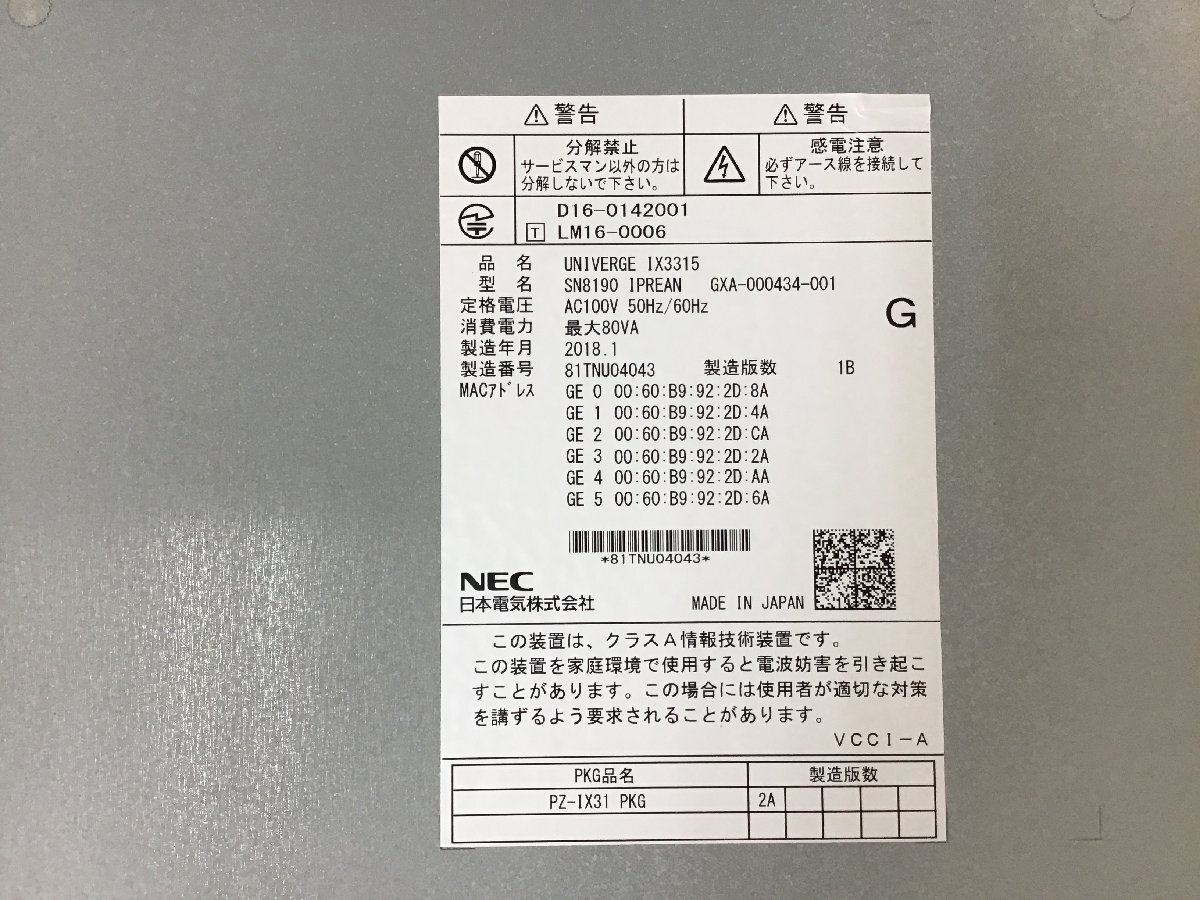 ⚠警告
⚠警告
分解禁止
サービスマン以外の方は
分解しないで下さい。
感電注意
必ずアース線を接続して
下さい。
D16-0142001
T LM16-0006
品名 UNIVERGE IX3315
型名 SN8190 IPREAN GXA-000434-001
定格電圧 AC100V 50Hz/60Hz
G
消費電力 最大80VA
製造年月 2018.1
製造番号 81TNU04043 製造版数 1B
MACｱﾄﾞﾚｽ GE 0 00:60:B9:92:2D:8A
GE 1 00:60:B9:92:2D:4A
GE 2 00:60:B9:92:2D:CA
GE 3 00:60:B9:92:2D:2A
GE 4 00:60:B9:92:2D:AA
GE 5 00:60:B9:92:2D:6A
*81TNU04043*
NEC
日本電気株式会社 MADE IN JAPAN
この装置は、クラスA情報技術装置です。
この装置を家庭環境で使用すると電波妨害を引き起こ
すことがあります。この場合には使用者が適切な対策
を講ずるよう要求されることがあります。
VCCI-A
PKG品名 製造版数
PZ-IX31 PKG 2A